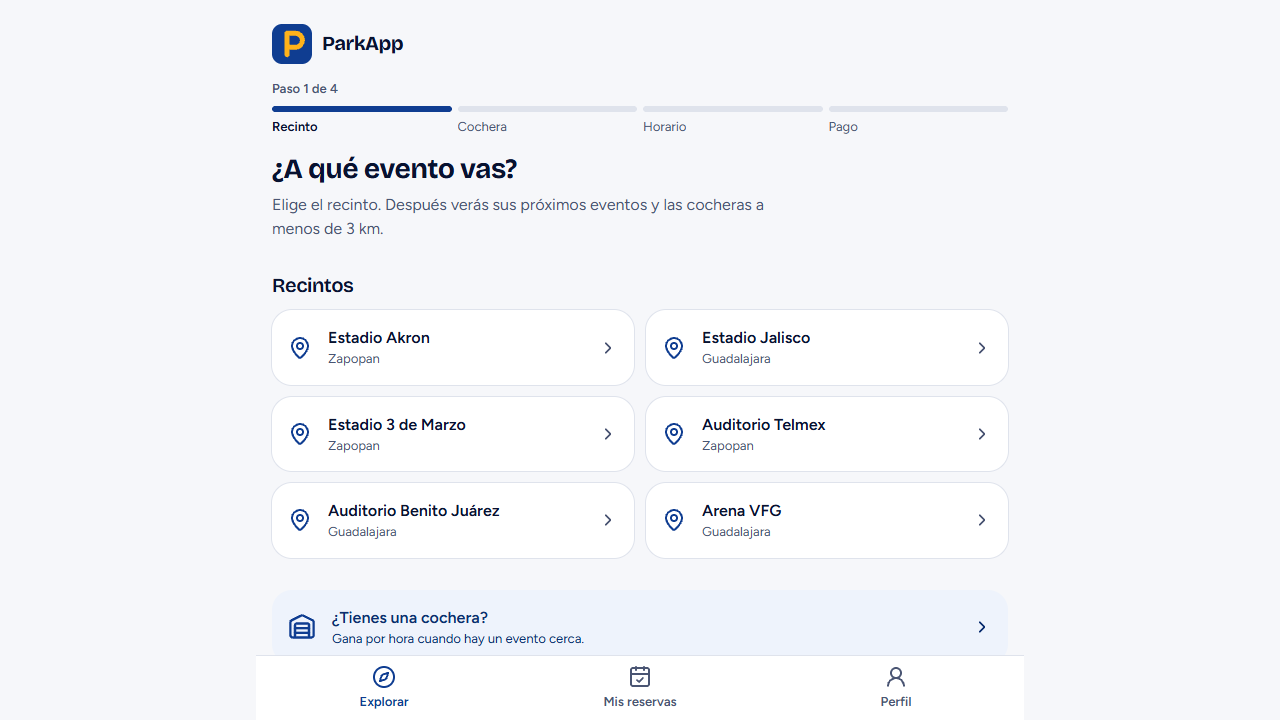 ParkApp
Paso 1 de 4
Recinto
Cochera
Horario
Pago
¿A qué evento vas?
Elige el recinto. Después verás sus próximos eventos y las cocheras a
menos de 3 km.
Recintos
Estadio Akron
Zapopan
Estadio Jalisco
Guadalajara
Estadio 3 de Marzo
Zapopan
Auditorio Telmex
Zapopan
Auditorio Benito Juárez
Guadalajara
Arena VFG
Guadalajara
¿Tienes una cochera?
Gana por hora cuando hay un evento cerca.
Explorar
Mis reservas
Perfil